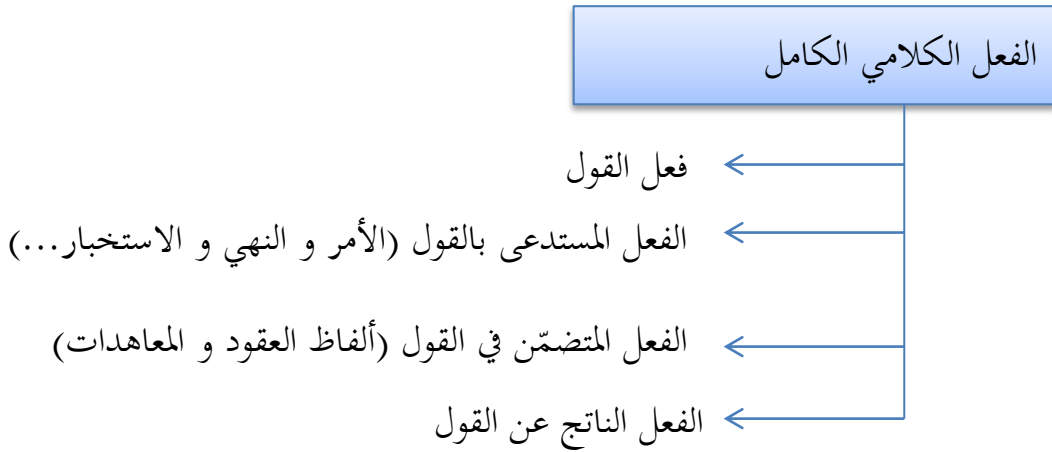 الفعل الكلامي الكامل
فعل القول
الفعل المستدعى بالقول (الأمر و النهي و الاستخبار...)
الفعل المتضمّن في القول (ألفاظ العقود و المعاهدات)
الفعل الناتج عن القول